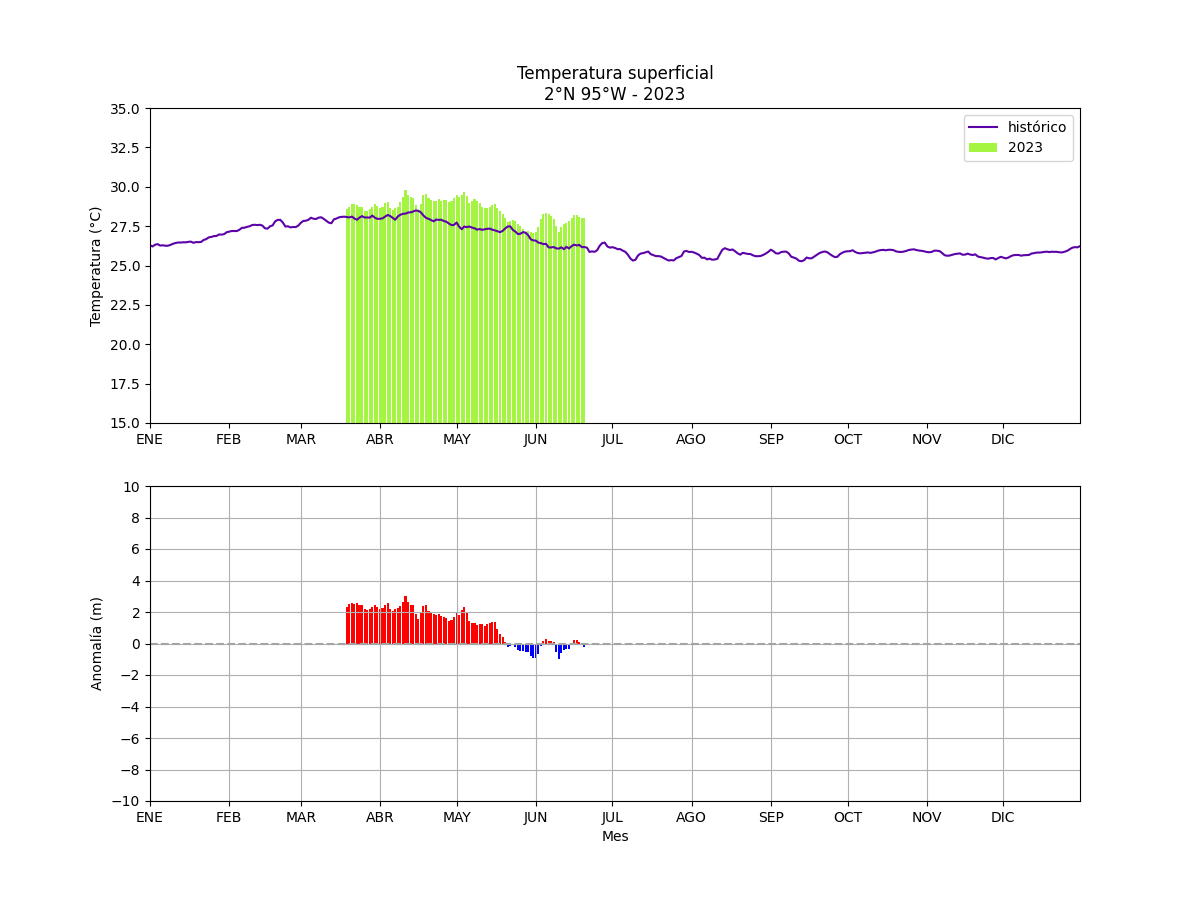 Temperatura superficial
2°N 95°W - 2023
Temperatura (°C)
35.0
32.5
30.0
27.5
25.0
22.5
20.0
17.5
15.0
histórico
2023
ENE FEB MAR ABR MAY JUN JUL AGO SEP OCT NOV DIC
Anomalía (m)
10
8
6
4
2
0
−2
−4
−6
−8
−10
ENE FEB MAR ABR MAY JUN JUL AGO SEP OCT NOV DIC
Mes